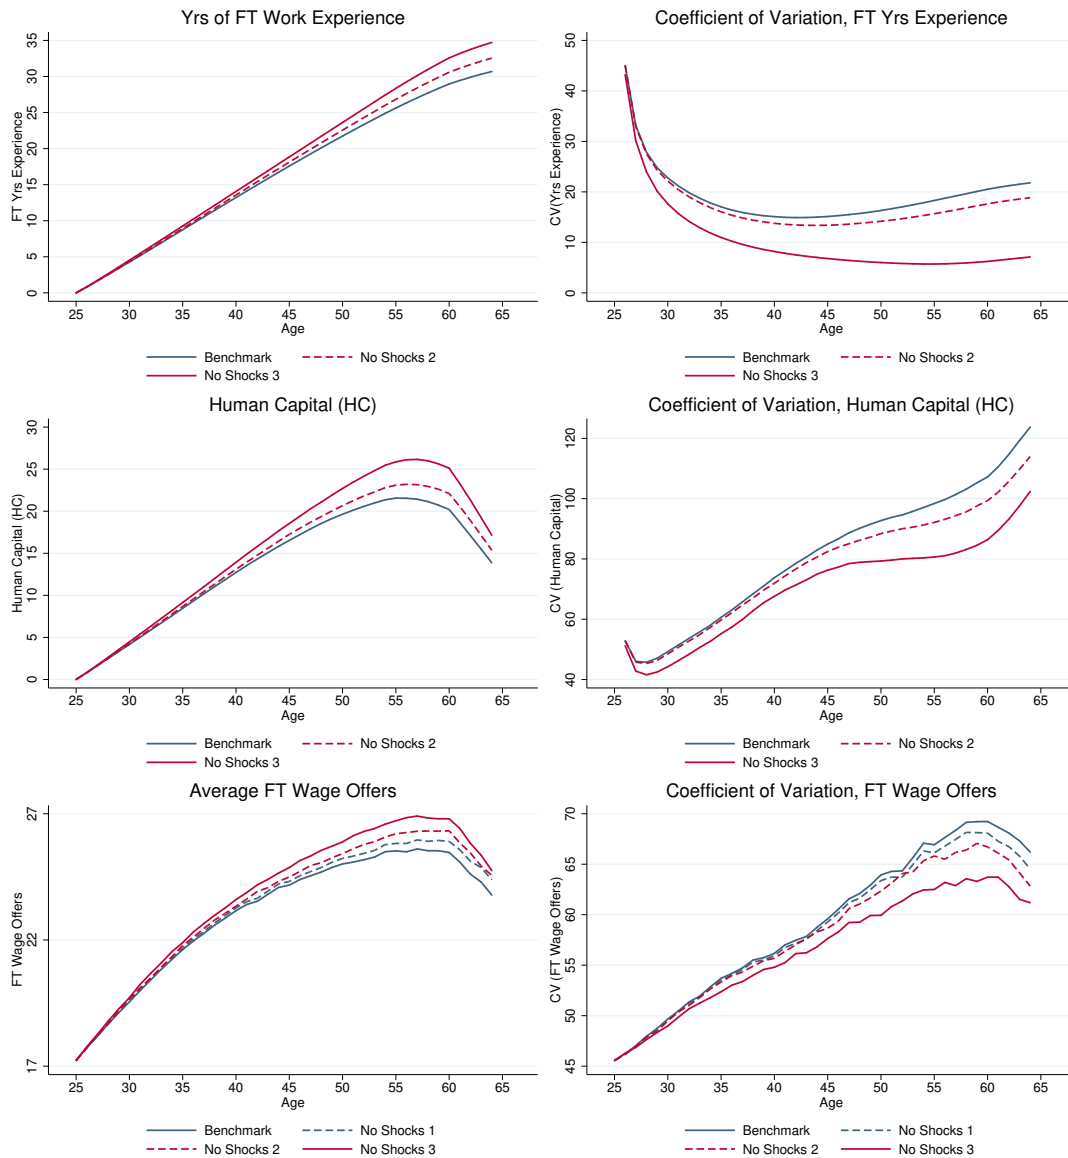 Yrs of FT Work Experience
FT Yrs Experience
0 5 10 15 20 25 30 35
25 30 35 40 45 50 55 60 65
Age
Benchmark No Shocks 2
No Shocks 3
Coefficient of Variation, FT Yrs Experience
CV(Yrs Experience)
0 10 20 30 40 50
25 30 35 40 45 50 55 60 65
Age
Benchmark No Shocks 2
No Shocks 3
Human Capital (HC)
Human Capital (HC)
0 5 10 15 20 25 30
25 30 35 40 45 50 55 60 65
Age
Benchmark No Shocks 2
No Shocks 3
Coefficient of Variation, Human Capital (HC)
CV (Human Capital)
40 60 80 100 120
25 30 35 40 45 50 55 60 65
Age
Benchmark No Shocks 2
No Shocks 3
Average FT Wage Offers
FT Wage Offers
17 22 27
25 30 35 40 45 50 55 60 65
Age
Benchmark No Shocks 1
No Shocks 2 No Shocks 3
Coefficient of Variation, FT Wage Offers
CV (FT Wage Offers)
45 50 55 60 65 70
25 30 35 40 45 50 55 60 65
Age
Benchmark No Shocks 1
No Shocks 2 No Shocks 3